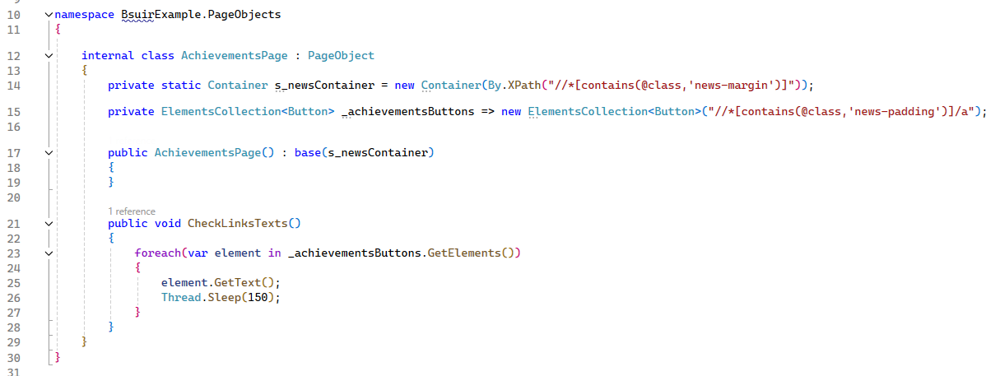 10 namespace BsuirExample.PageObjects
11 {
12 internal class AchievementsPage : PageObject
13 {
14 private static Container s_newsContainer = new Container(By.XPath("//*[contains(@class,'news-margin')]"));
15 private ElementsCollection<Button> _achievementsButtons => new ElementsCollection<Button>("//*[contains(@class,'news-padding')]/a");
16
17 public AchievementsPage() : base(s_newsContainer)
18 {
19 }
20
1 reference
21 public void CheckLinksTexts()
22 {
23 foreach(var element in _achievementsButtons.GetElements())
24 {
25 element.GetText();
26 Thread.Sleep(150);
27 }
28 }
29 }
30 }
31